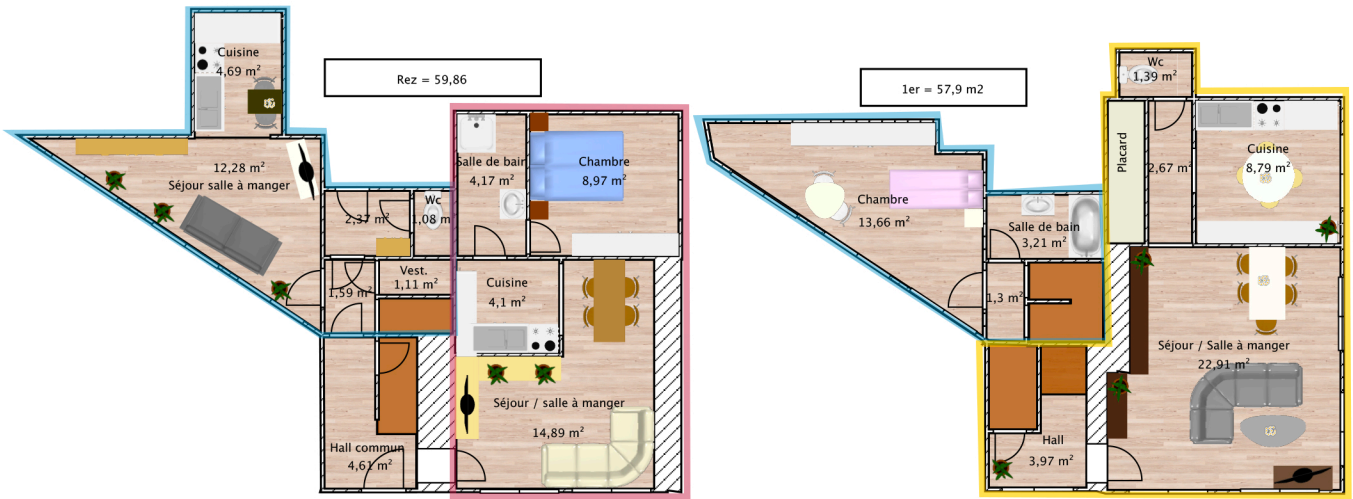 Cuisine
4,69 m²
Rez = 59,86
12,28 m²
Séjour salle à manger
2,37 m²
Wc
1,08 m
Salle de bain
4,17 m²
Chambre
8,97 m²
1,59 m²
Vest.
1,11 m²
Cuisine
4,1 m²
Séjour / salle à manger
14,89 m²
Hall commun
4,61 m²
1er = 57,9 m2
Chambre
13,66 m²
Salle de bain
3,21 m²
1,3 m²
Wc
1,39 m²
Placard
2,67 m²
Cuisine
8,79 m²
Séjour / Salle à manger
22,91 m²
Hall
3,97 m²